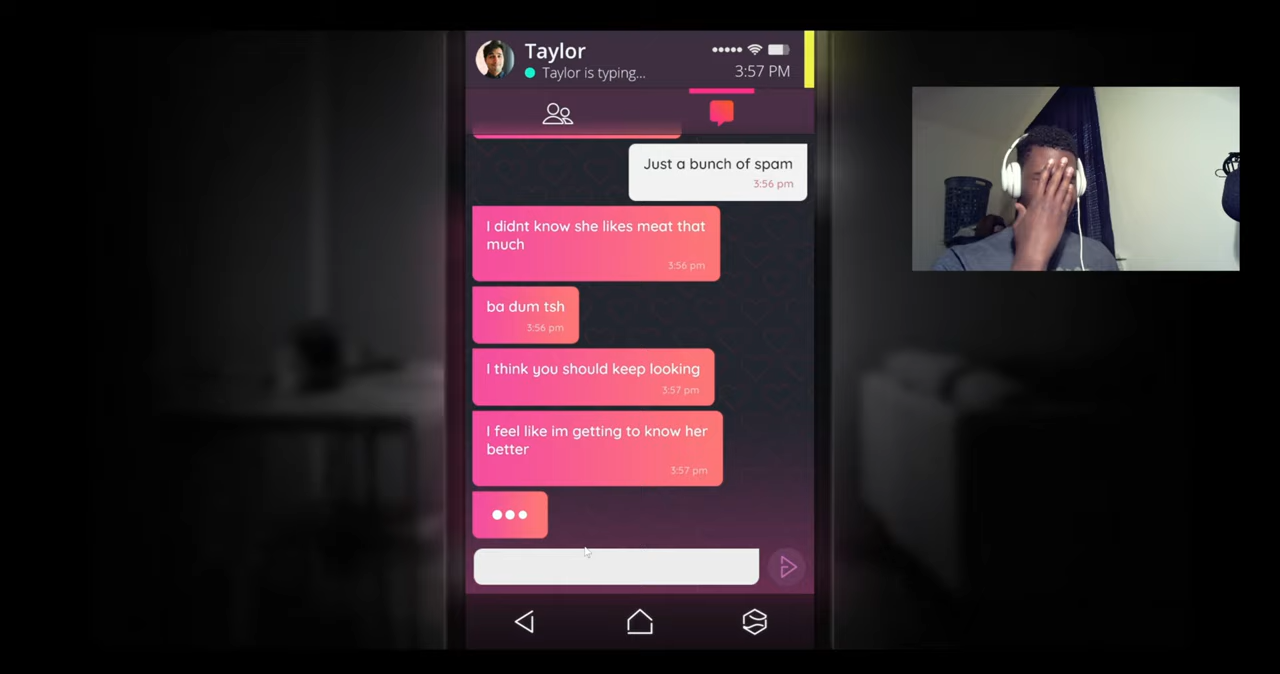 Taylor
Taylor is typing...
3:57 PM
Just a bunch of spam
3:56 pm
I didnt know she likes meat that
much
3:56 pm
ba dum tsh
3:56 pm
I think you should keep looking
3:57 pm
I feel like im getting to know her
better
3:57 pm